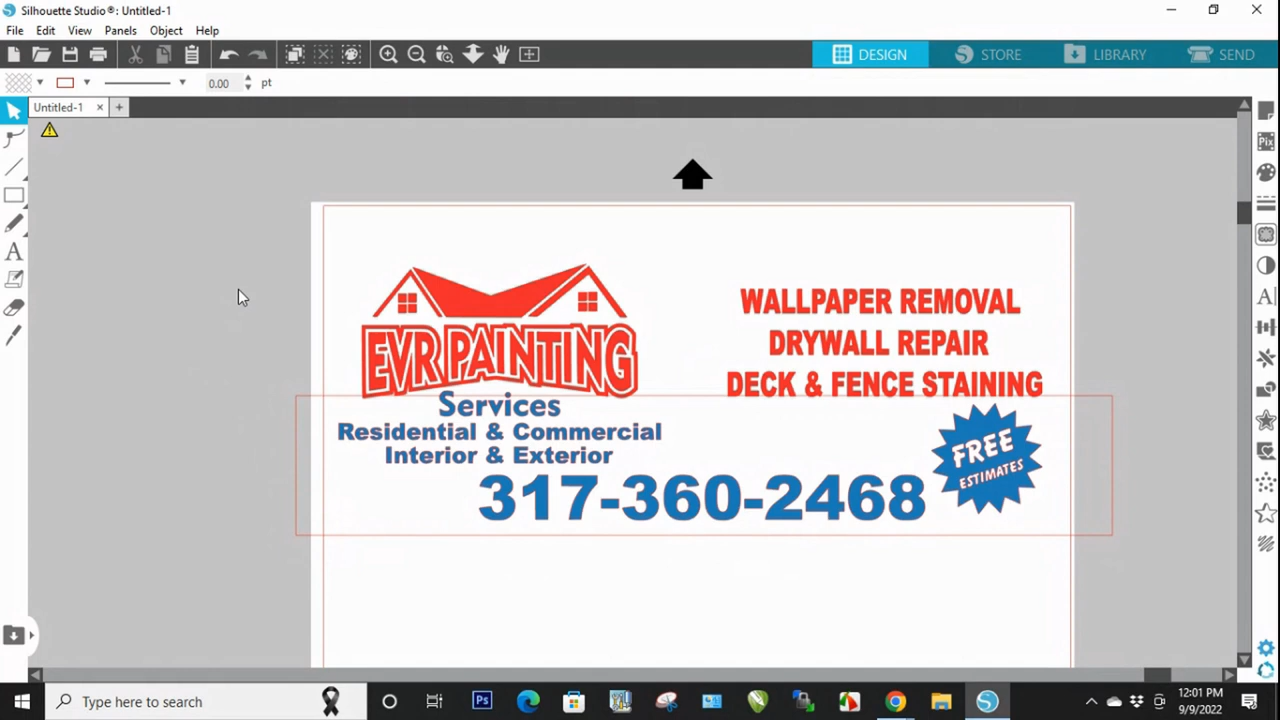 Silhouette Studio®: Untitled-1
File Edit View Panels Object Help
DESIGN STORE LIBRARY SEND
0.00 pt
Untitled-1
Pix
EVR PAINTING
Services
Residential & Commercial
Interior & Exterior
WALLPAPER REMOVAL
DRYWALL REPAIR
DECK & FENCE STAINING
FREE
ESTIMATES
317-360-2468
Type here to search
Ps
12:01 PM
9/9/2022